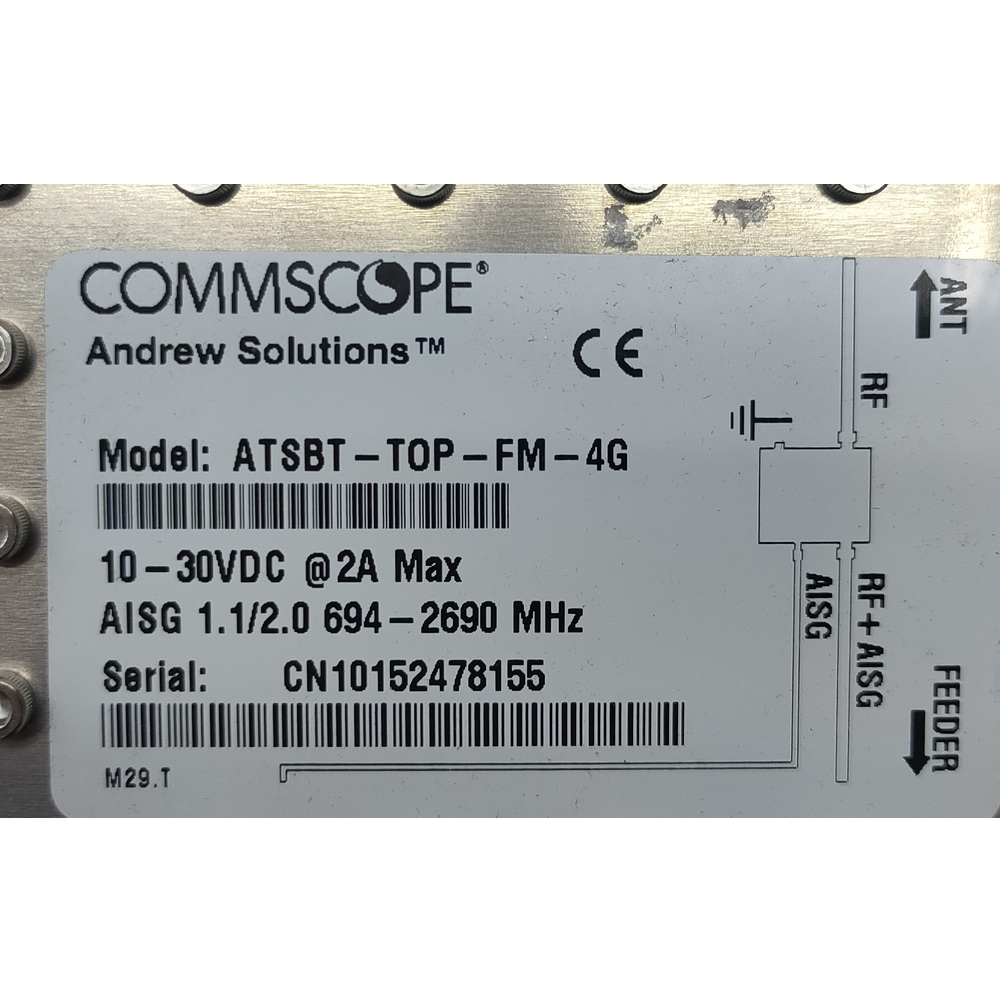 COMMSCOPE®
Andrew Solutions™
CE
Model: ATSBT-TOP-FM-4G
10-30VDC @2A Max
AISG 1.1/2.0 694-2690 MHz
Serial: CN10152478155
M29.T
ANT
RF
AISG
RF+AISG
FEEDER